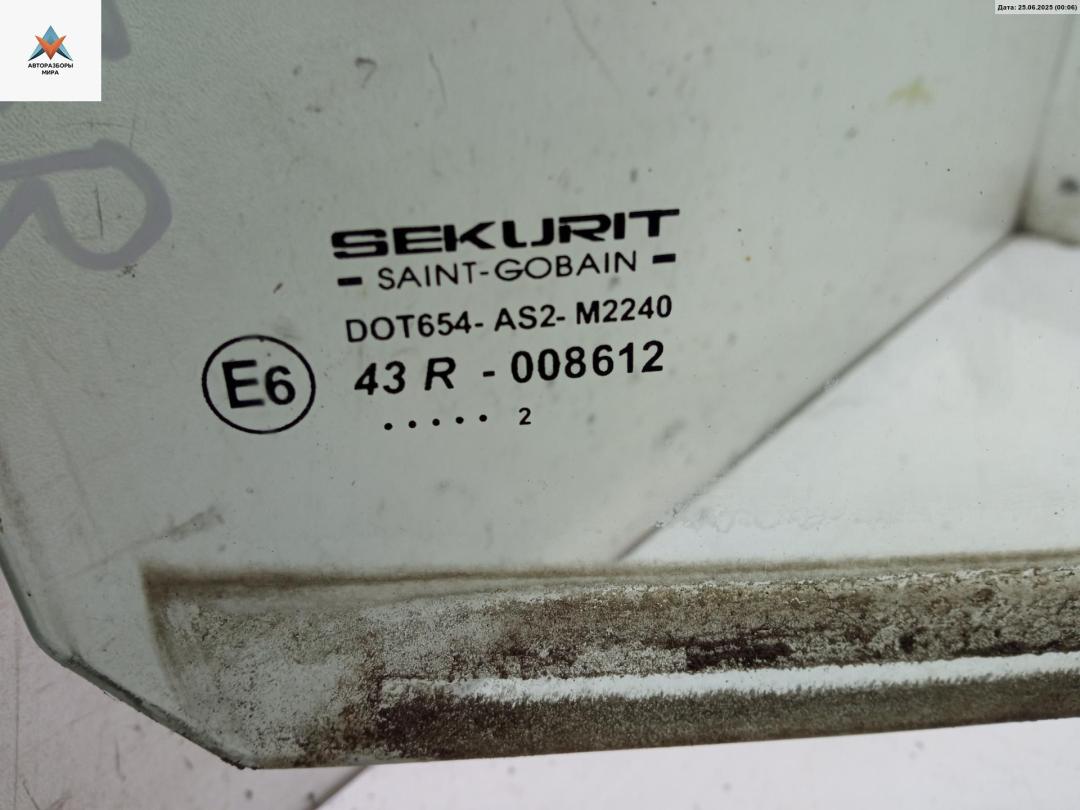 Дата: 25.06.2025 (00:06)
АВТОРАЗБОРЫ
МИРА
R
SEKURIT
- SAINT-GOBAIN -
DOT654- AS2- M2240
E6
43 R - 008612
. . . . . 2